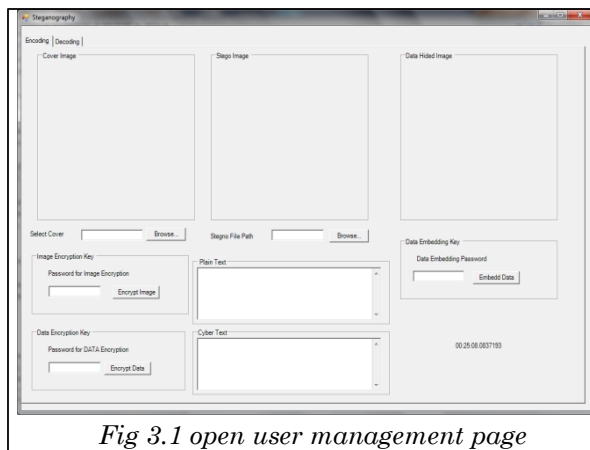 Steganography
Encoding Decoding
Cover Image Stego Image Data Hided Image
Select Cover Browse... Stegno File Path Browse...
Data Embedding Key
Image Encryption Key
Plain Text
Data Embedding Password
Password for Image Encryption
Embedd Data
Encrypt Image
Data Encryption Key
Cyber Text
Password for DATA Encryption
00:25:08.0837193
Encrypt Data
Fig 3.1 open user management page